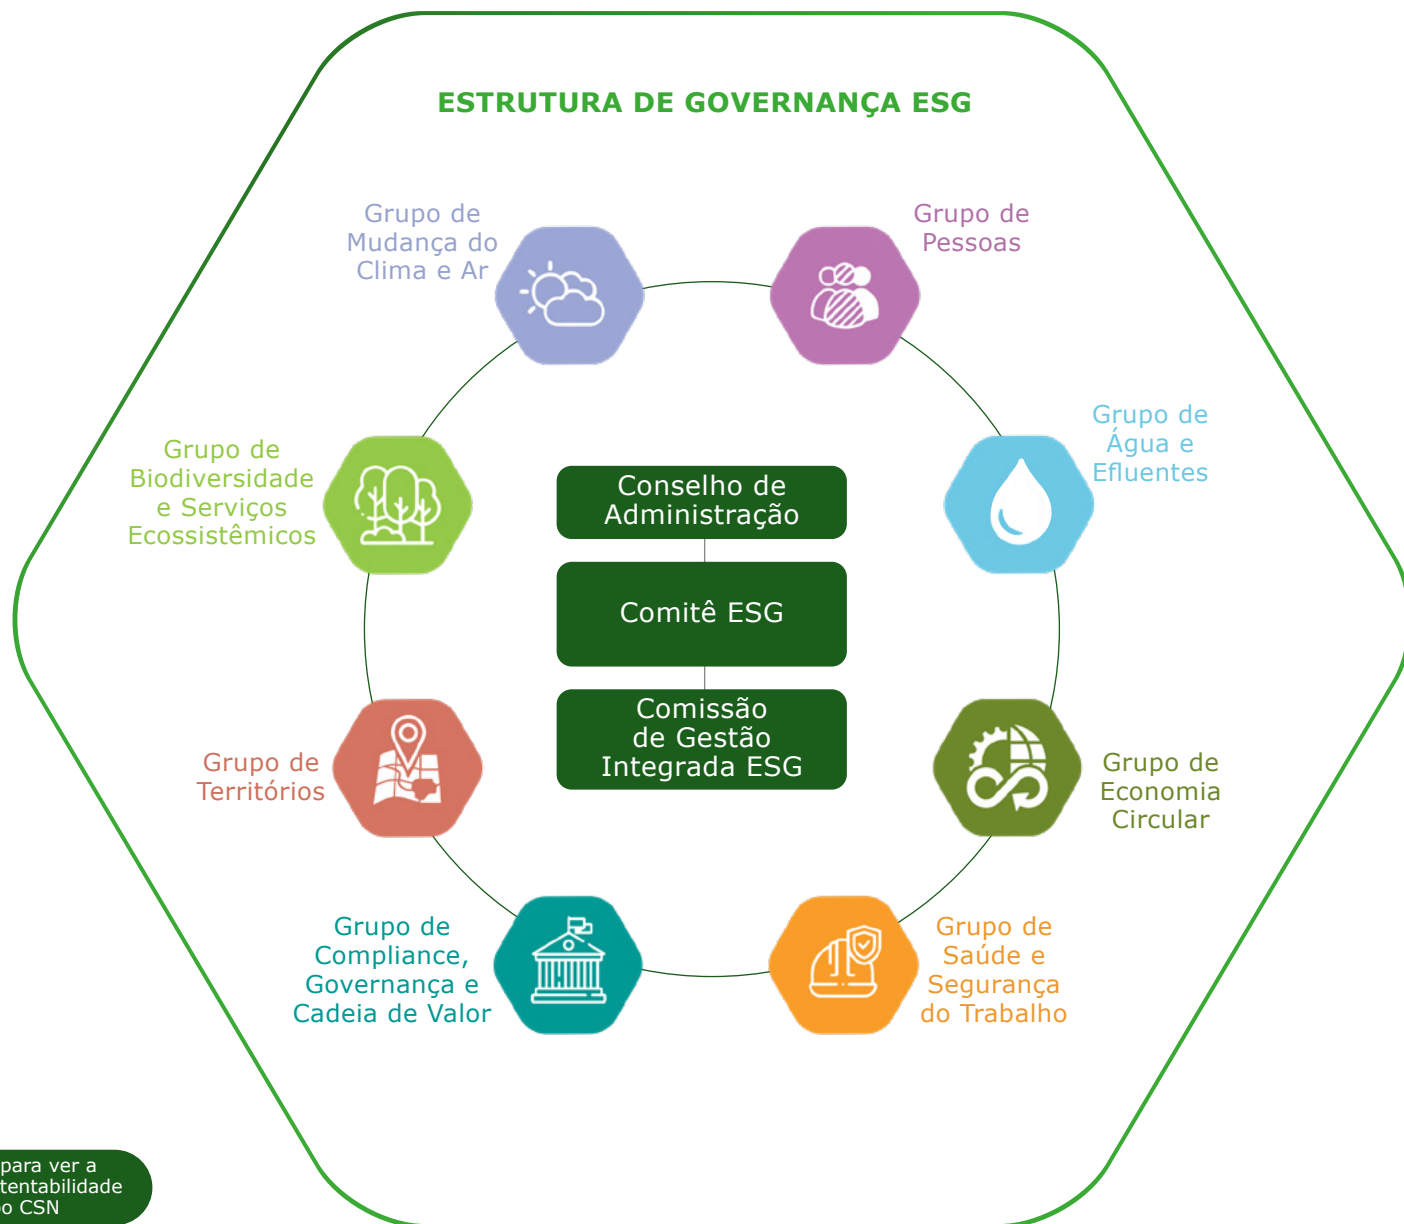 ESTRUTURA DE GOVERNANÇA ESG
Grupo de
Mudança do
Clima e Ar
Grupo de
Pessoas
Grupo de
Água e
Efluentes
Grupo de
Biodiversidade
e Serviços
Ecossistêmicos
Conselho de
Administração
Comitê ESG
Comissão
de Gestão
Integrada ESG
Grupo de
Territórios
Grupo de
Economia
Circular
Grupo de
Compliance,
Governança e
Cadeia de Valor
Grupo de
Saúde e
Segurança
do Trabalho
para ver a
tentabilidade
o CSN